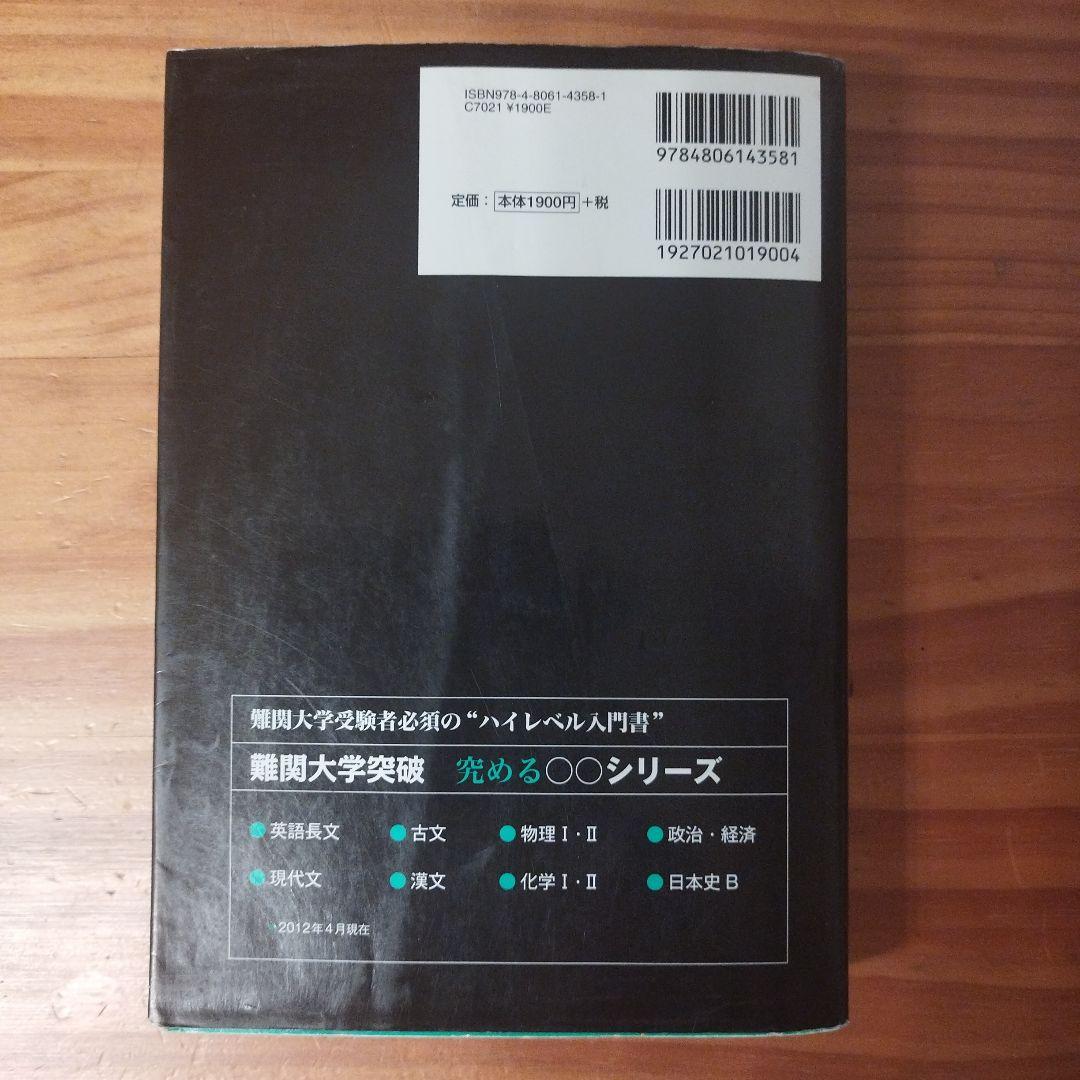 ISBN978-4-8061-4358-1
C7021 ¥1900E
9784806143581
定価： 本体1900円 ＋税
1927021019004
難関大学受験者必須の“ハイレベル入門書”
難関大学突破 究める○○シリーズ
●英語長文 ●古文 ●物理Ⅰ・Ⅱ ●政治・経済
●現代文 ●漢文 ●化学Ⅰ・Ⅱ ●日本史B
2012年4月現在